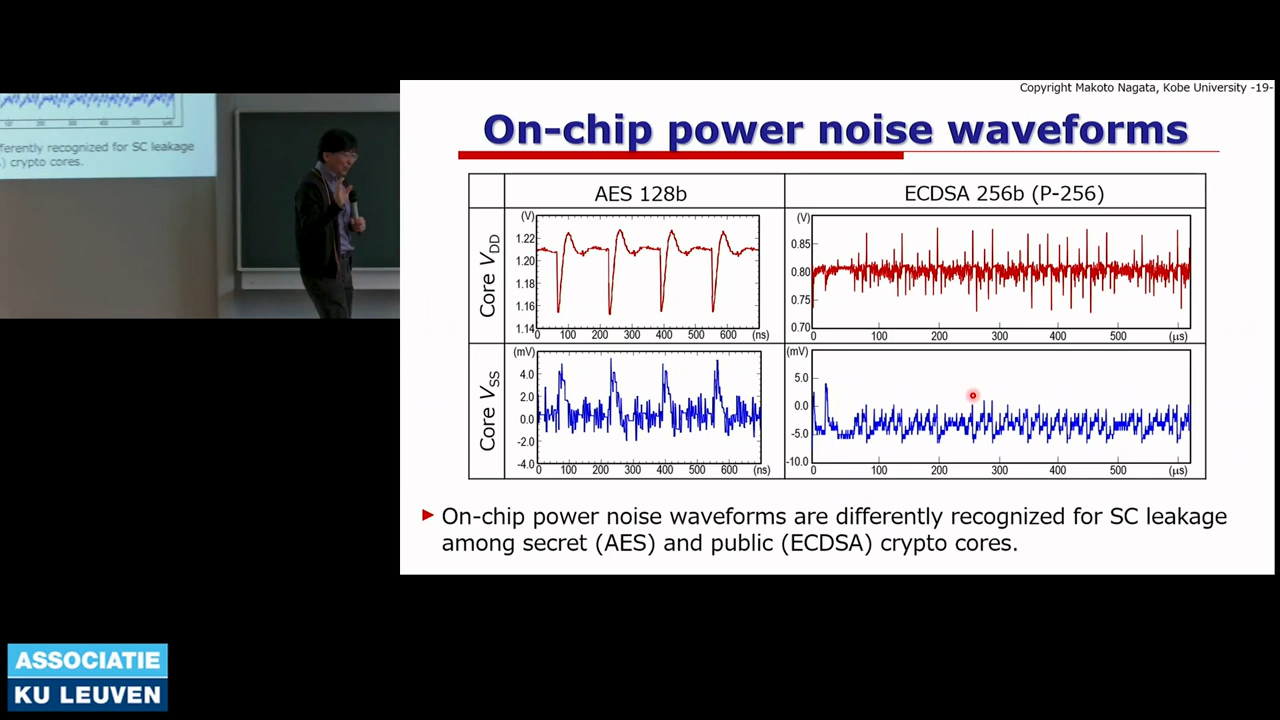 Copyright Makoto Nagata, Kobe University -19-
On-chip power noise waveforms
AES 128b
ECDSA 256b (P-256)
Core VDD
(V)
1.22
1.20
1.18
1.16
1.14
0 100 200 300 400 500 600 (ns)
(V)
0.85
0.80
0.75
0.70
0 100 200 300 400 500 (μs)
Core VSS
(mV)
4.0
2.0
0.0
-2.0
-4.0
0 100 200 300 400 500 600 (ns)
(mV)
5.0
0.0
-5.0
-10.0
0 100 200 300 400 500 (μs)
On-chip power noise waveforms are differently recognized for SC leakage
among secret (AES) and public (ECDSA) crypto cores.
fferently recognized for SC leakage
) crypto cores.
ASSOCIATIE
KU LEUVEN